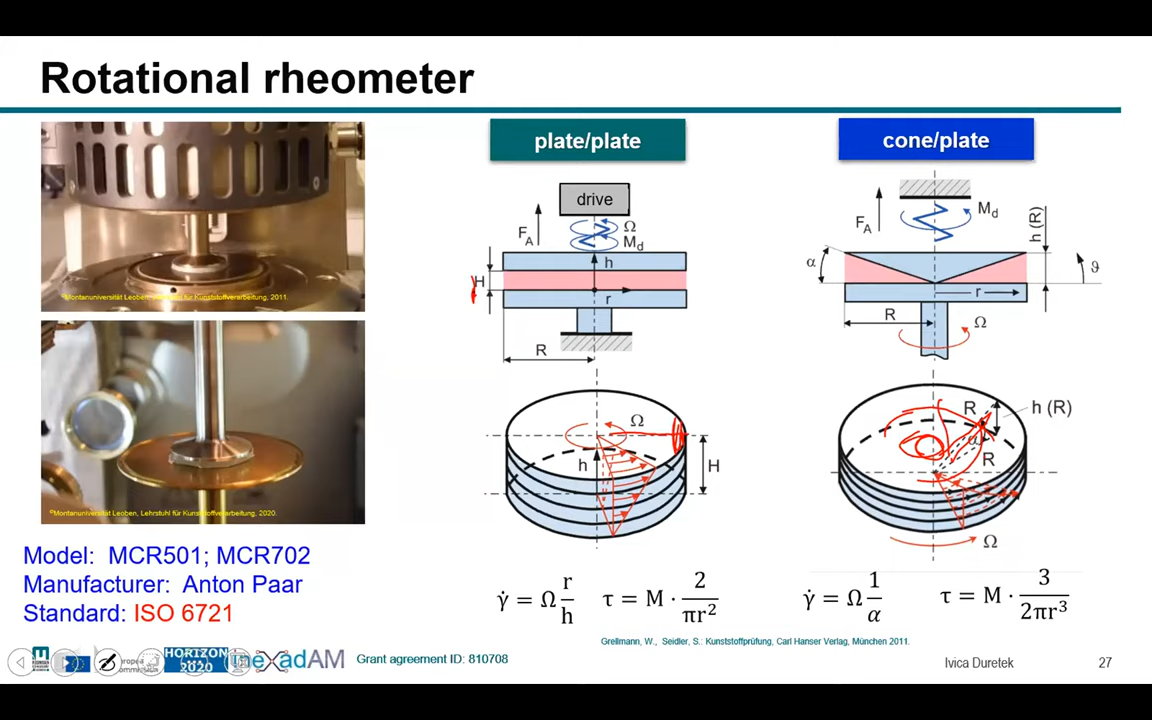 Rotational rheometer
©Montanuniversität Leoben, Lehrstuhl für Kunststoffverarbeitung, 2011.
©Montanuniversität Leoben, Lehrstuhl für Kunststoffverarbeitung, 2020.
Model: MCR501; MCR702
Manufacturer: Anton Paar
Standard: ISO 6721
plate/plate
drive
F_A
Ω
M_d
h
H
r
R
Ω
h
H
γ̇ = Ω r/h τ = M · 2/πr²
cone/plate
F_A
M_d
h (R)
α
ϑ
r
R
Ω
R
h (R)
α
R
Ω
γ̇ = Ω 1/α τ = M · 3/2πr³
Grellmann, W., Seidler, S.: Kunststoffprüfung, Carl Hanser Verlag, München 2011.
HORIZON
2020
inexadAM
Grant agreement ID: 810708
Ivica Duretek
27